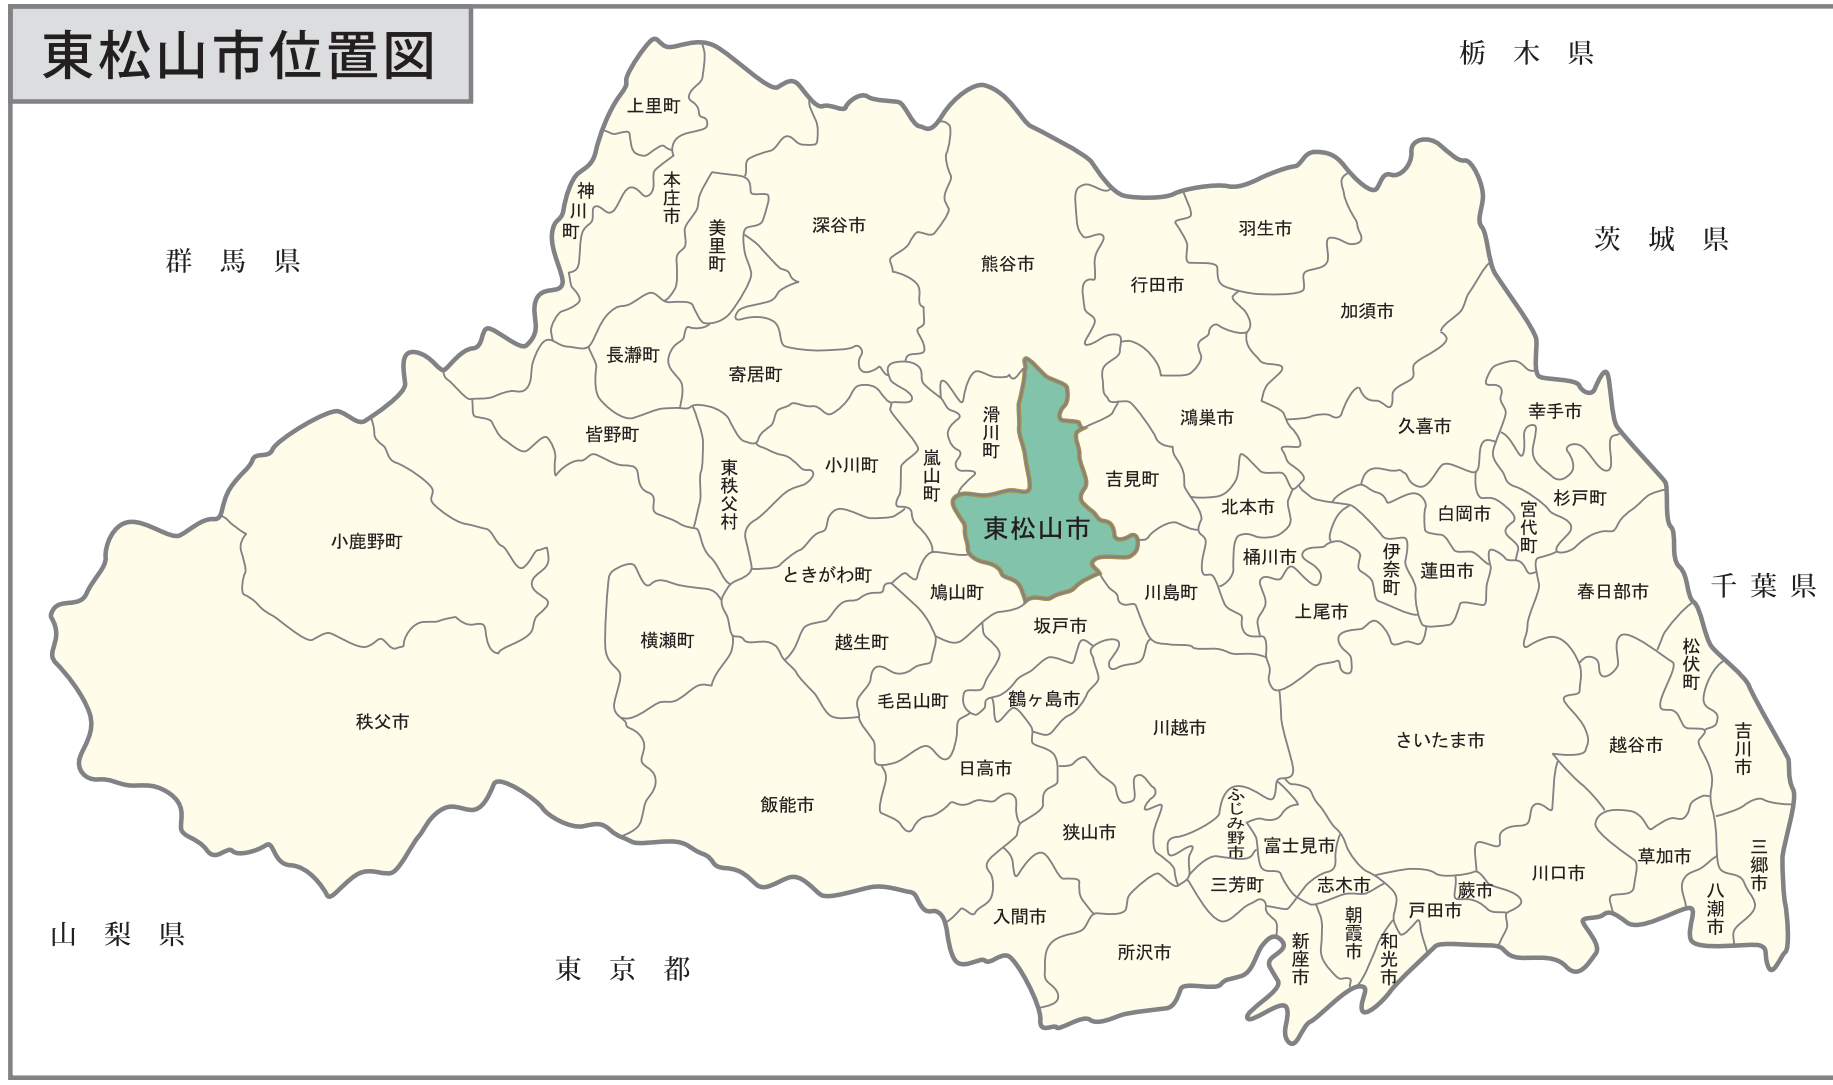 東松山市位置図
栃木県
上里町
神川町
本庄市
美里町
深谷市
熊谷市
羽生市
行田市
加須市
茨城県
群馬県
長瀞町
寄居町
皆野町
小川町
嵐山町
滑川町
吉見町
鴻巣市
久喜市
幸手市
東秩父村
東松山市
北本市
白岡市
宮代町
杉戸町
小鹿野町
ときがわ町
鳩山町
川島町
桶川市
伊奈町
蓮田市
春日部市
千葉県
横瀬町
越生町
坂戸市
上尾市
松伏町
毛呂山町
鶴ヶ島市
秩父市
川越市
さいたま市
越谷市
吉川市
飯能市
日高市
狭山市
ふじみ野市
富士見市
三芳町
志木市
蕨市
戸田市
川口市
草加市
八潮市
三郷市
入間市
所沢市
新座市
朝霞市
和光市
山梨県
東京都